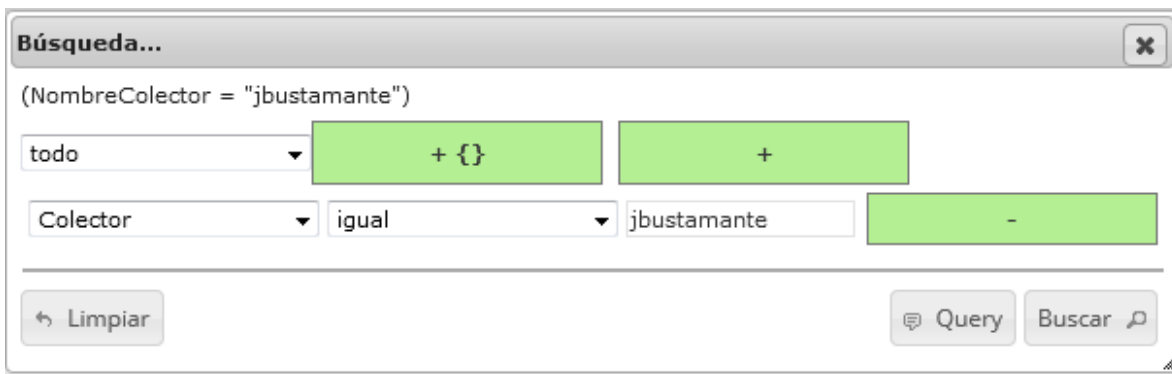 Búsqueda...
(NombreColector = "jbustamante")
todo + {} +
Colector igual jbustamante -
Limpiar Query Buscar